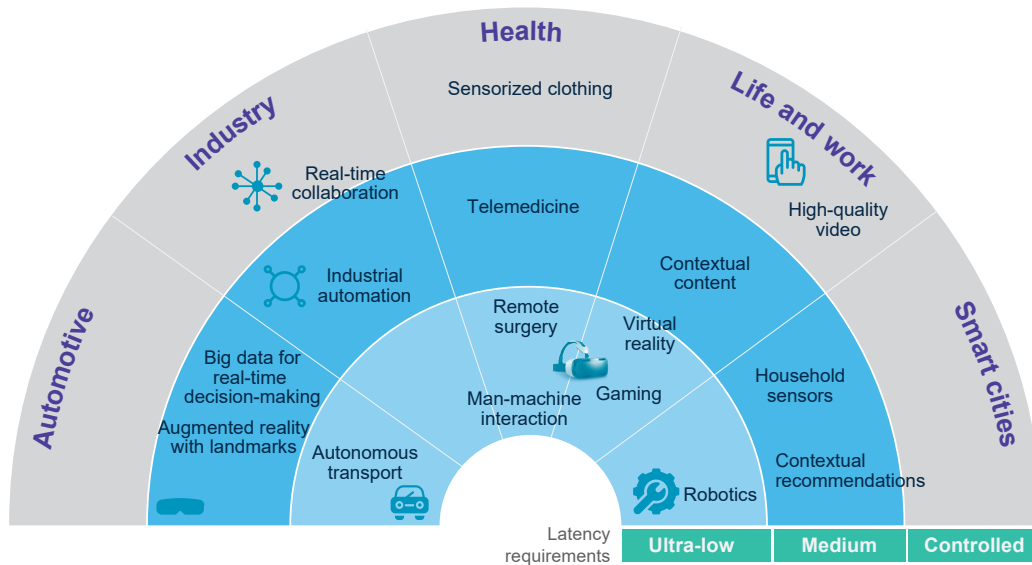 Health
Sensorized clothing
Industry
Life and work
Real-time
collaboration
High-quality
video
Telemedicine
Contextual
content
Industrial
automation
Automotive
Smart cities
Remote
surgery
Virtual
reality
Big data for
real-time
decision-making
Man-machine
interaction
Gaming
Household
sensors
Augmented reality
with landmarks
Autonomous
transport
Contextual
recommendations
Robotics
Latency
requirements
Ultra-low
Medium
Controlled